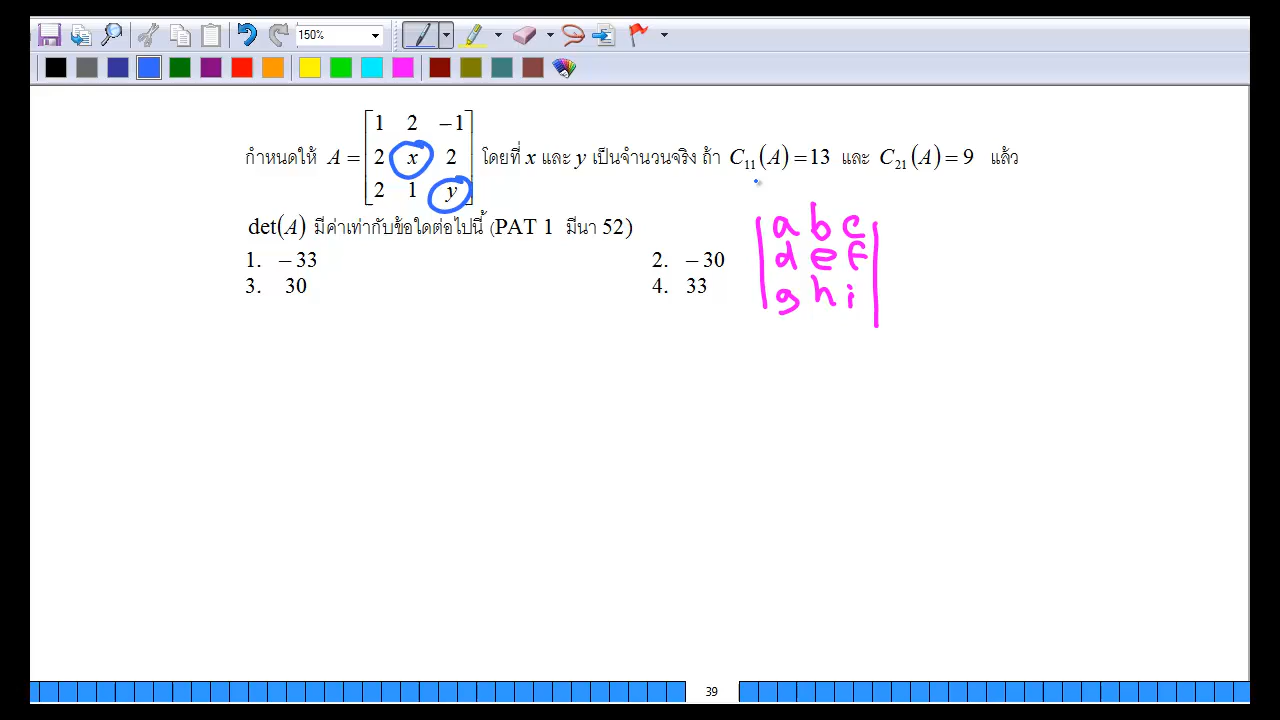 150%
กำหนดให้ A = [1 2 −1; 2 x 2; 2 1 y] โดยที่ x และ y เป็นจำนวนจริง ถ้า C₁₁(A) = 13 และ C₂₁(A) = 9 แล้ว
det(A) มีค่าเท่ากับข้อใดต่อไปนี้ (PAT 1 มีนา 52)
1. − 33 2. − 30
3. 30 4. 33
a b c
d e f
g h i
39